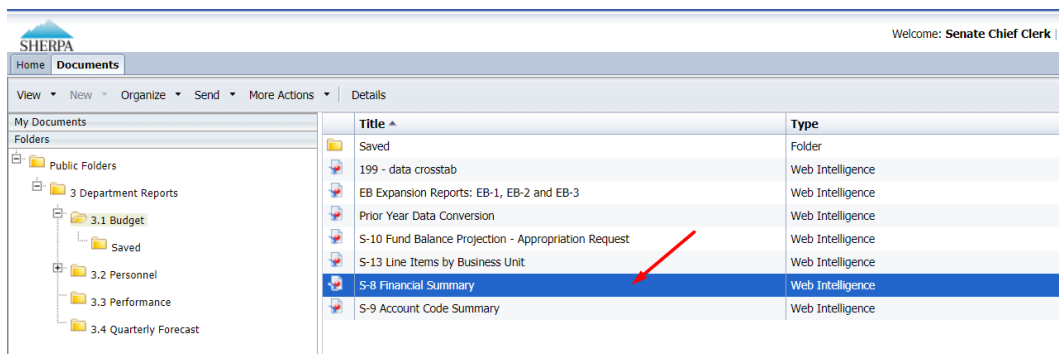 SHERPA
Welcome: Senate Chief Clerk |
Home Documents
View New Organize Send More Actions Details
My Documents
Folders
Public Folders
3 Department Reports
3.1 Budget
Saved
3.2 Personnel
3.3 Performance
3.4 Quarterly Forecast
Title Type
Saved Folder
199 - data crosstab Web Intelligence
EB Expansion Reports: EB-1, EB-2 and EB-3 Web Intelligence
Prior Year Data Conversion Web Intelligence
S-10 Fund Balance Projection - Appropriation Request Web Intelligence
S-13 Line Items by Business Unit Web Intelligence
S-8 Financial Summary Web Intelligence
S-9 Account Code Summary Web Intelligence